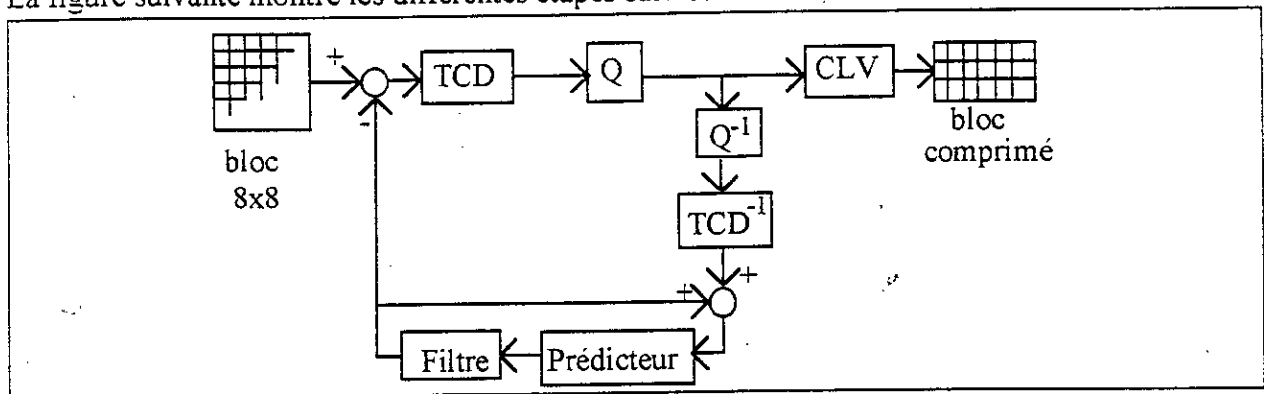 La figure suivante montre les différentes étapes
+
TCD
Q
CLV
-
bloc
8x8
Q-1
bloc
comprimé
TCD-1
+
+
Filtre
Prédicteur